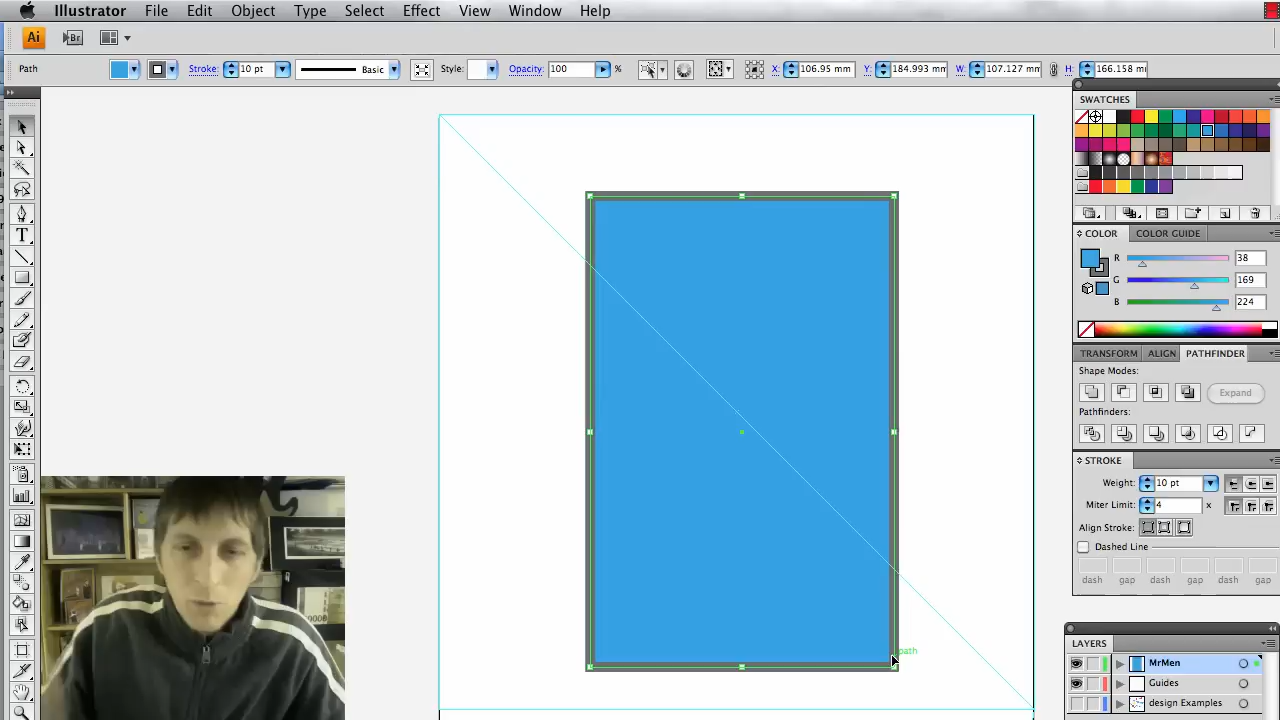 Illustrator File Edit Object Type Select Effect View Window Help
Ai Br
Path Stroke: 10 pt Basic Style: Opacity: 100 % X: 106.95 mm Y: 184.993 mm W: 107.127 mm H: 166.158 mm
SWATCHES
COLOR COLOR GUIDE
R 38
G 169
B 224
TRANSFORM ALIGN PATHFINDER
Shape Modes:
Expand
Pathfinders:
STROKE
Weight: 10 pt
Miter Limit: 4 x
Align Stroke:
Dashed Line
dash gap dash gap dash gap
path
LAYERS
MrMen
Guides
design Examples